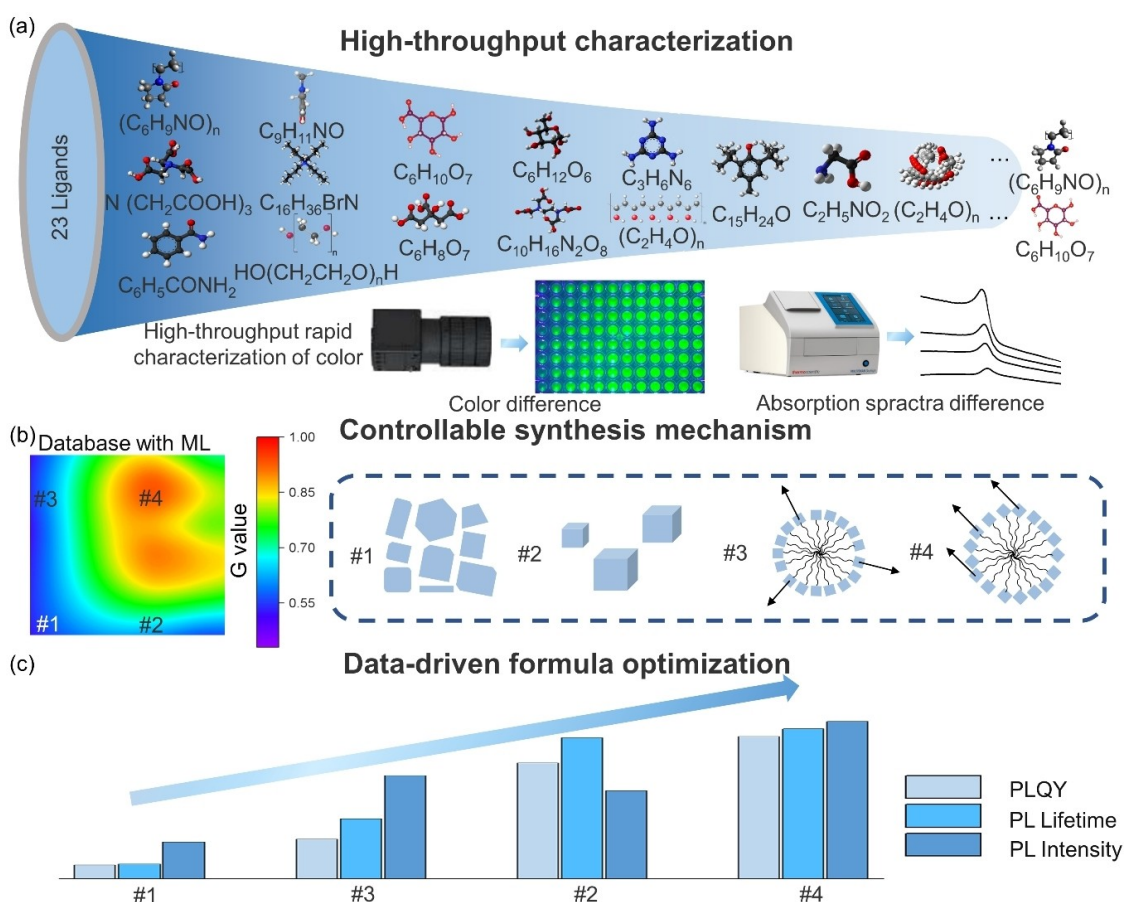 (a)
High-throughput characterization
23 Ligands
(C₆H₉NO)ₙ
C₉H₁₁NO
C₆H₁₀O₇
C₆H₁₂O₆
C₃H₆N₆
C₁₅H₂₄O
C₂H₅NO₂
(C₂H₄O)ₙ
...
(C₆H₉NO)ₙ
N (CH₂COOH)₃
C₁₆H₃₆BrN
C₆H₈O₇
C₁₀H₁₆N₂O₈
(C₂H₄O)ₙ
...
C₆H₁₀O₇
C₆H₅CONH₂
n
HO(CH₂CH₂O)ₙH
High-throughput rapid
characterization of color
Color difference
Absorption spractra difference
(b)
Controllable synthesis mechanism
Database with ML
#3
#4
#1
#2
1.00
0.85
0.70
0.55
G value
#1
#2
#3
#4
(c)
Data-driven formula optimization
PLQY
PL Lifetime
PL Intensity
#1
#3
#2
#4